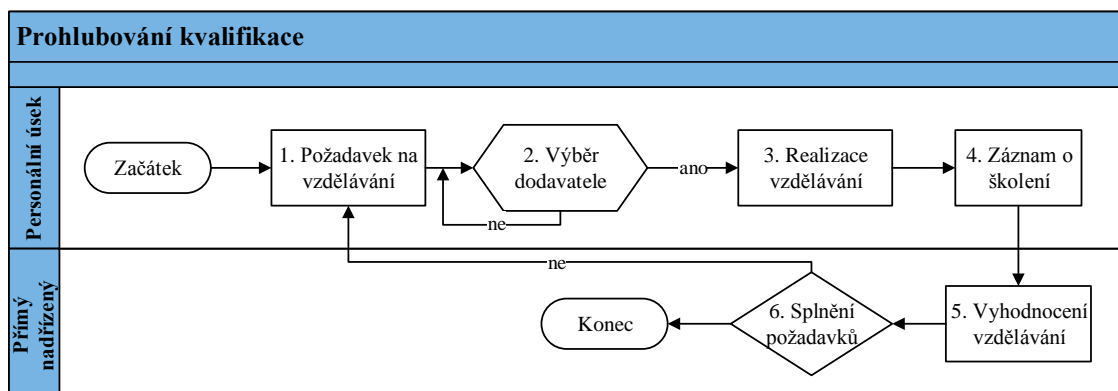 Prohlubování kvalifikace
Personální úsek
Začátek
1. Požadavek na
vzdělávání
2. Výběr
dodavatele
ne
ano
3. Realizace
vzdělávání
4. Záznam o
školení
Přímý
nadřízený
ne
Konec
6. Splnění
požadavků
5. Vyhodnocení
vzdělávání